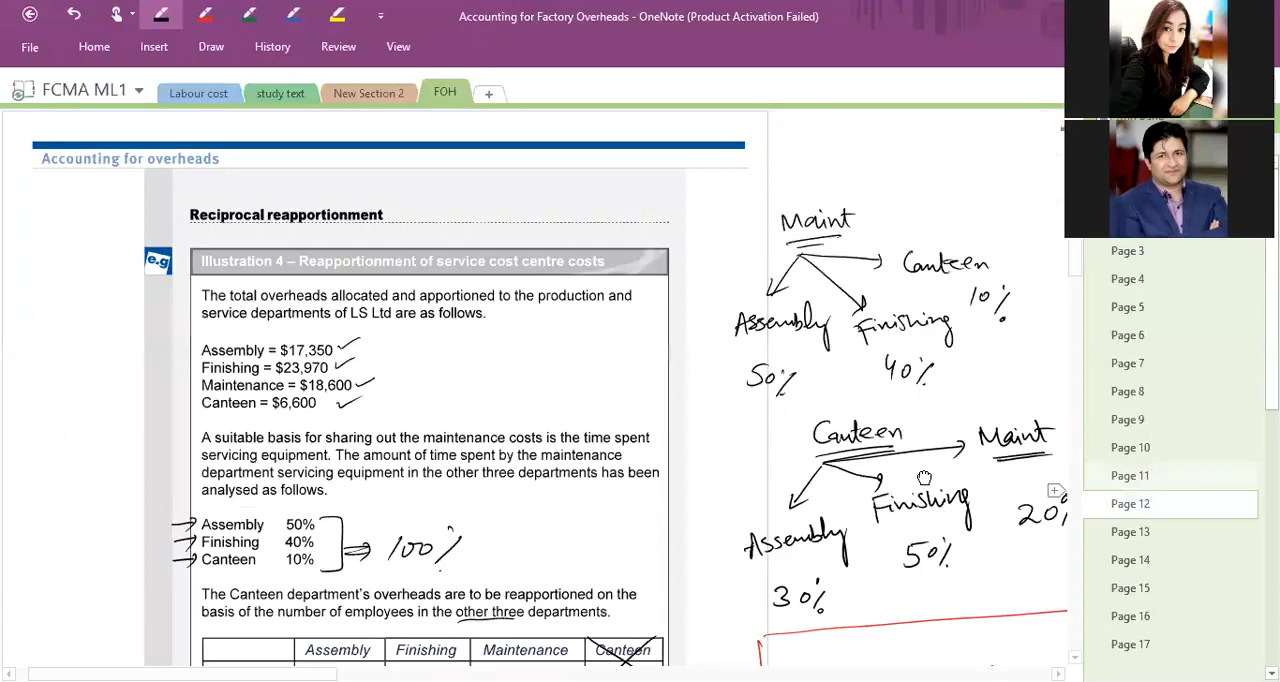 Accounting for Factory Overheads - OneNote (Product Activation Failed)
File Home Insert Draw History Review View
FCMA ML1 Labour cost study text New Section 2 FOH
Accounting for overheads
Reciprocal reapportionment
e.g Illustration 4 – Reapportionment of service cost centre costs
The total overheads allocated and apportioned to the production and
service departments of LS Ltd are as follows.
Assembly = $17,350
Finishing = $23,970
Maintenance = $18,600
Canteen = $6,600
A suitable basis for sharing out the maintenance costs is the time spent
servicing equipment. The amount of time spent by the maintenance
department servicing equipment in the other three departments has been
analysed as follows.
Assembly 50%
Finishing 40%
Canteen 10%
100%
The Canteen department's overheads are to be reapportioned on the
basis of the number of employees in the other three departments.
Assembly Finishing Maintenance Canteen
Maint
Canteen
10%
Assembly Finishing
50% 40%
Canteen Maint
Finishing 20%
Assembly
50%
30%
Page 3
Page 4
Page 5
Page 6
Page 7
Page 8
Page 9
Page 10
Page 11
Page 12
Page 13
Page 14
Page 15
Page 16
Page 17